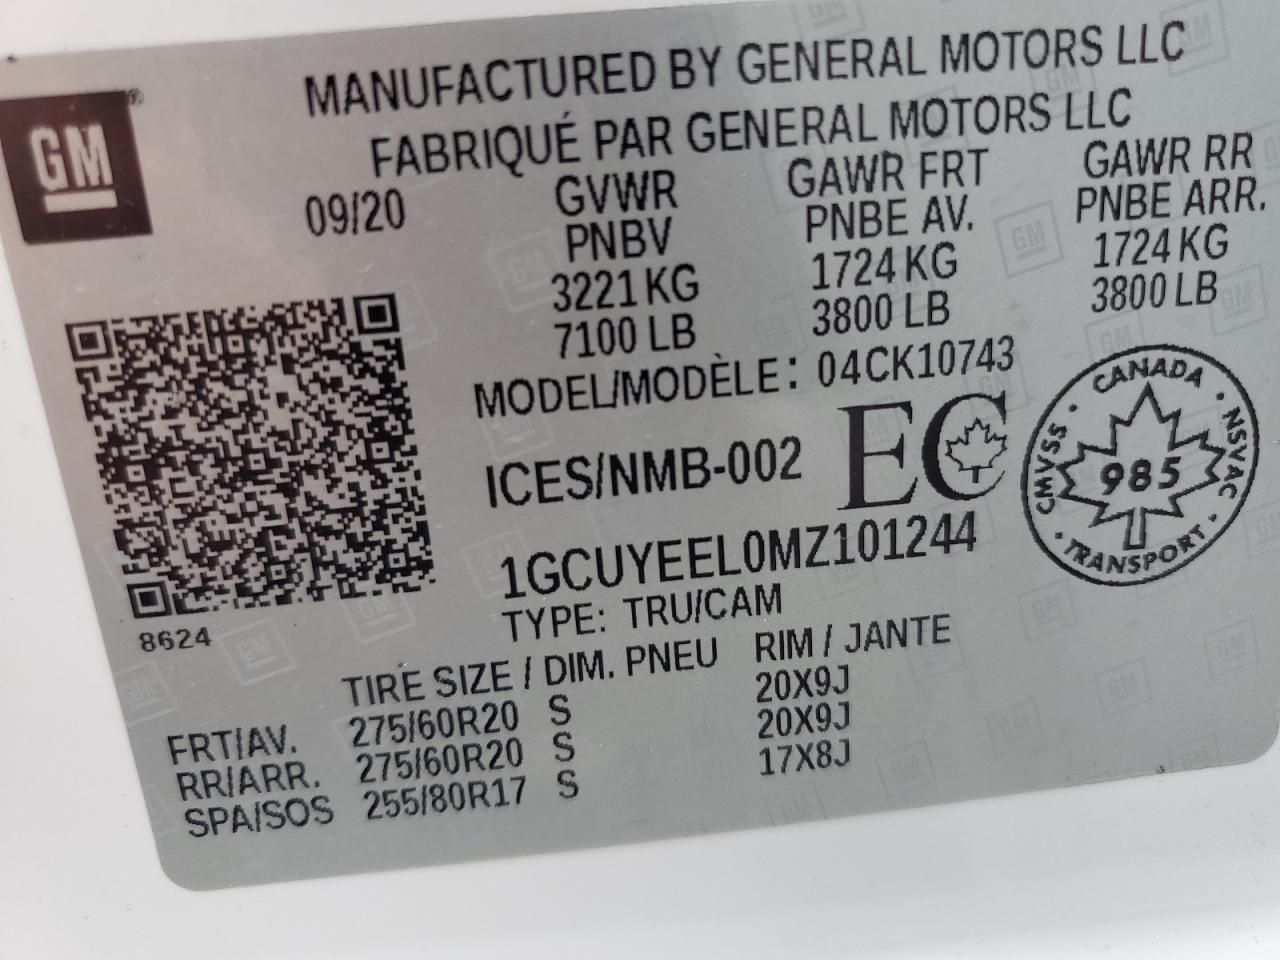 MANUFACTURED BY GENERAL MOTORS LLC
FABRIQUÉ PAR GENERAL MOTORS LLC
GM®
09/20 GVWR GAWR FRT GAWR RR
PNBV PNBE AV. PNBE ARR.
3221 KG 1724 KG 1724 KG
7100 LB 3800 LB 3800 LB
MODEL/MODÈLE: 04CK10743
ICES/NMB-002 EC
CANADA
CMVSS · 985 · NSVAC
· TRANSPORT ·
1GCUYEEL0MZ101244
TYPE: TRU/CAM
8624
TIRE SIZE / DIM. PNEU RIM / JANTE
FRT/AV. 275/60R20 S 20X9J
RR/ARR. 275/60R20 S 20X9J
SPA/SOS 255/80R17 S 17X8J